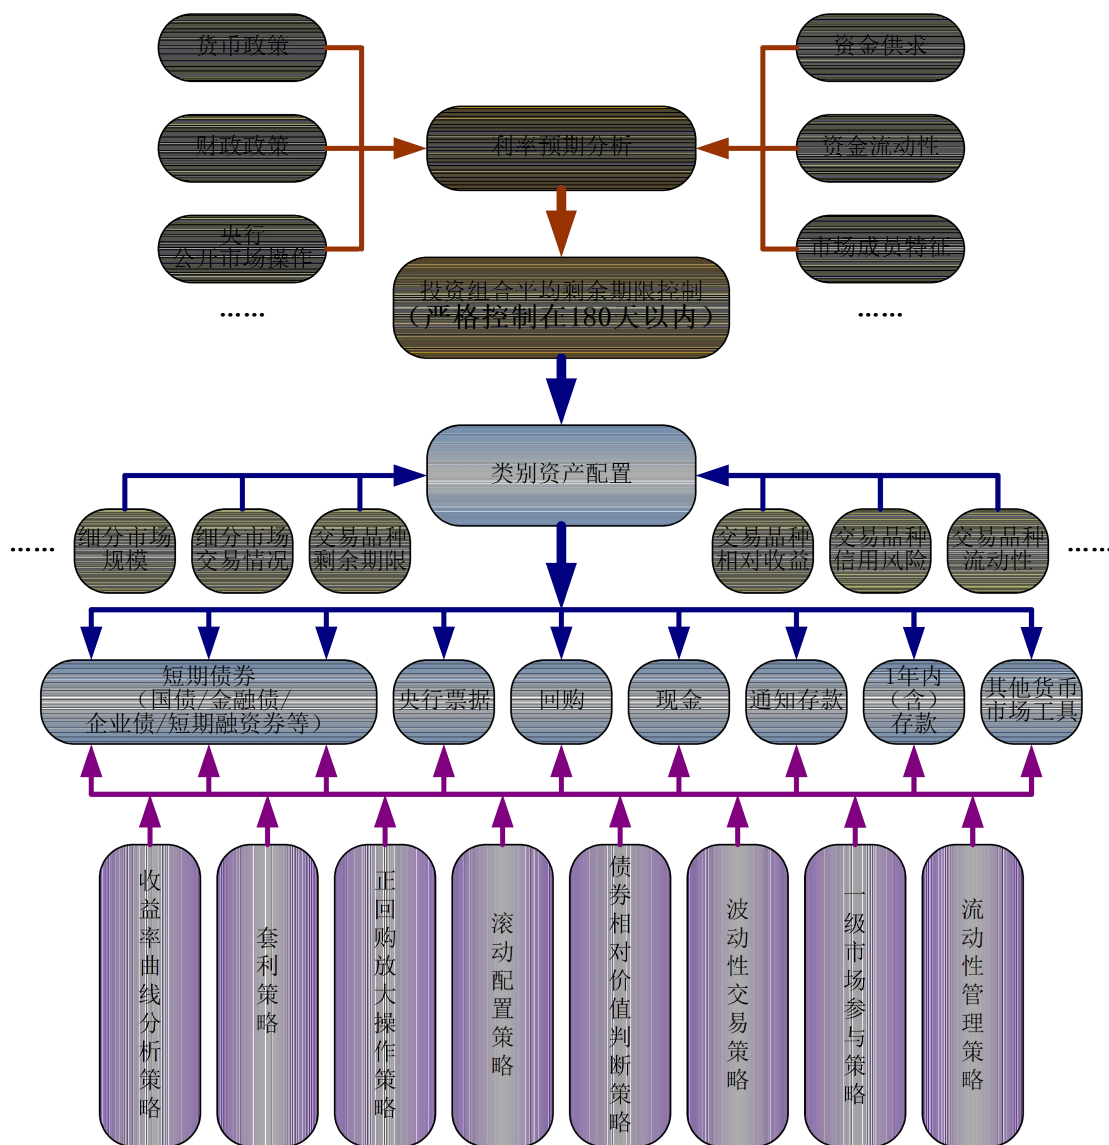 货币政策
资金供求
财政政策
利率预期分析
资金流动性
央行
公开市场操作
市场成员特征
……
投资组合平均剩余期限控制
（严格控制在180天以内）
……
类别资产配置
……
细分市场
规模
细分市场
交易情况
交易品种
剩余期限
交易品种
相对收益
交易品种
信用风险
交易品种
流动性
……
短期债券
（国债/金融债/
企业债/短期融资券等）
央行票据
回购
现金
通知存款
1年内
（含）
存款
其他货币
市场工具
收益率曲线分析策略
套利策略
正回购放大操作策略
滚动配置策略
债券相对价值判断策略
波动性交易策略
一级市场参与策略
流动性管理策略